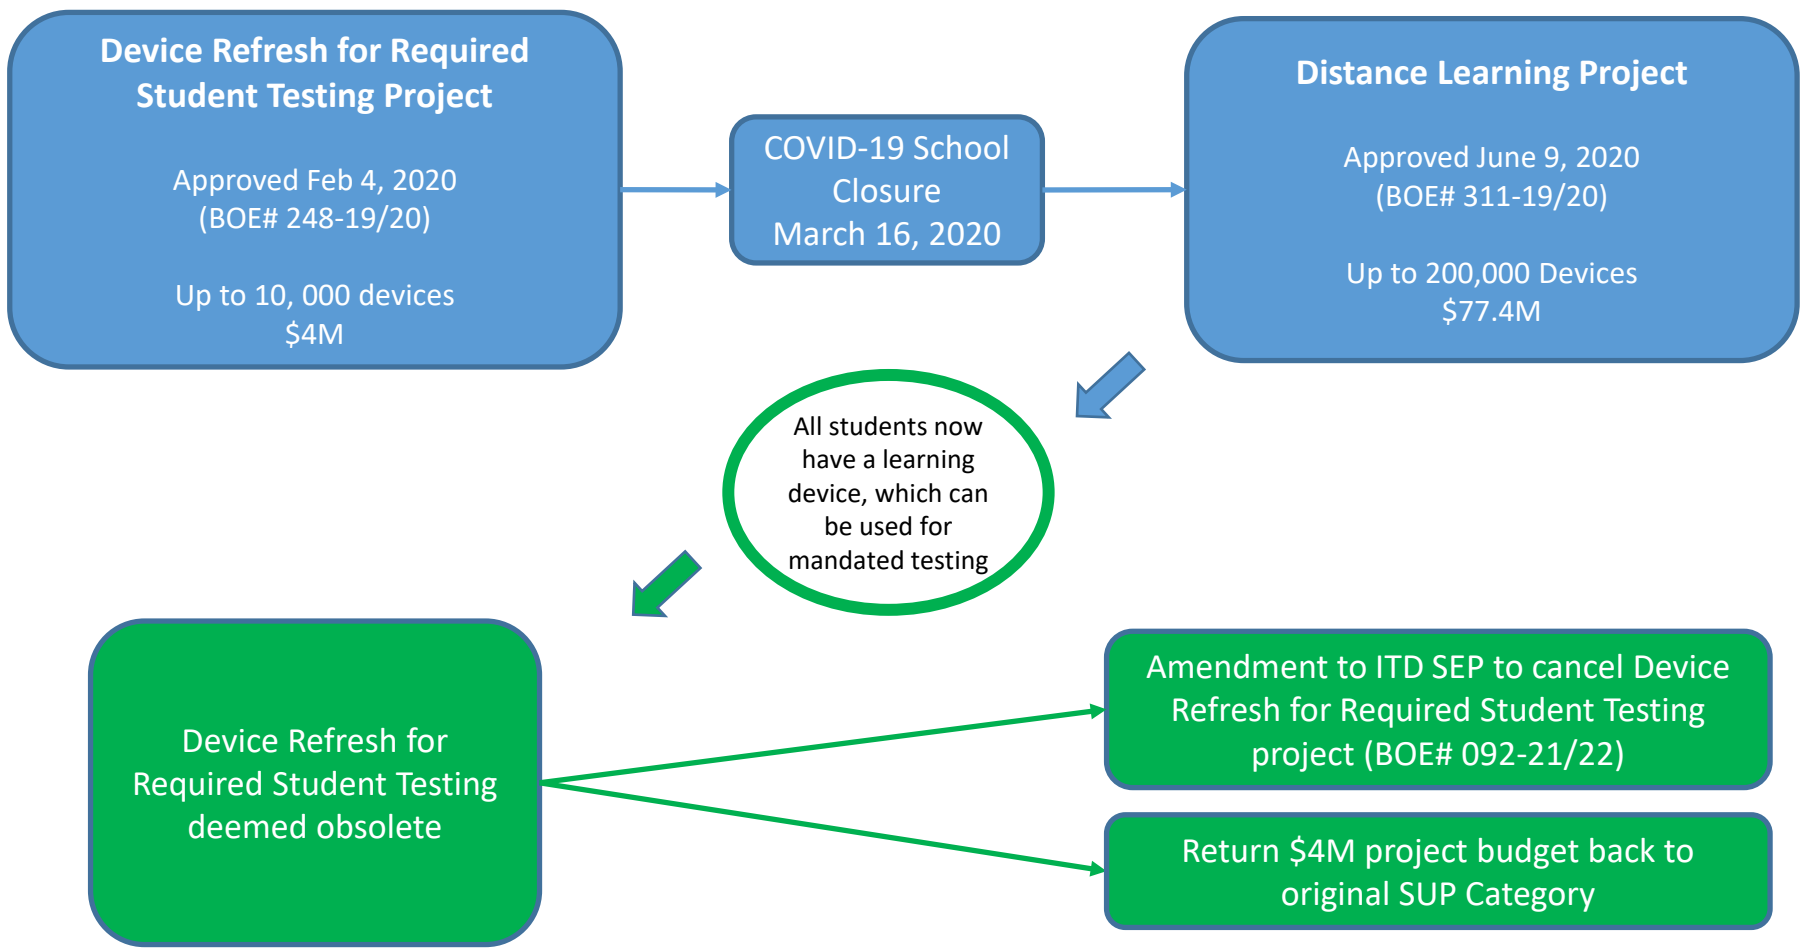 Device Refresh for Required
Student Testing Project
Approved Feb 4, 2020
(BOE# 248-19/20)
Up to 10, 000 devices
$4M
COVID-19 School
Closure
March 16, 2020
Distance Learning Project
Approved June 9, 2020
(BOE# 311-19/20)
Up to 200,000 Devices
$77.4M
All students now
have a learning
device, which can
be used for
mandated testing
Device Refresh for
Required Student Testing
deemed obsolete
Amendment to ITD SEP to cancel Device
Refresh for Required Student Testing
project (BOE# 092-21/22)
Return $4M project budget back to
original SUP Category